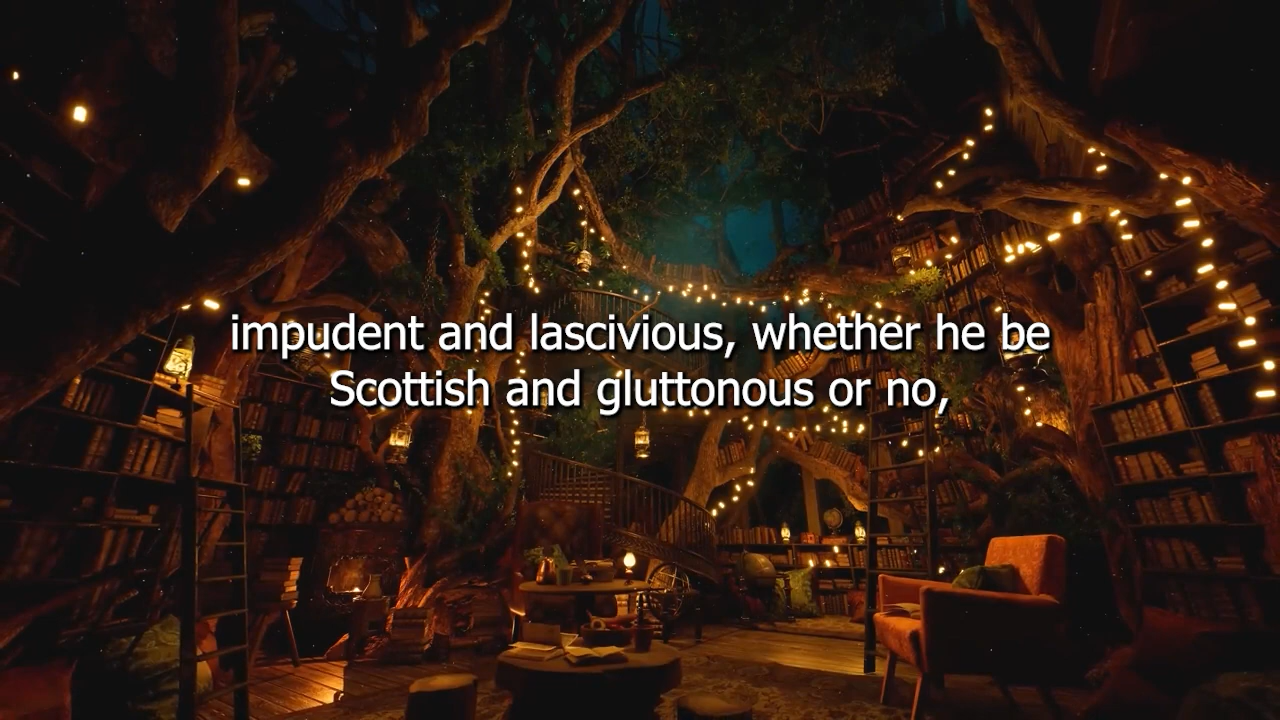 impudent and lascivious, whether he be
Scottish and gluttonous or no,